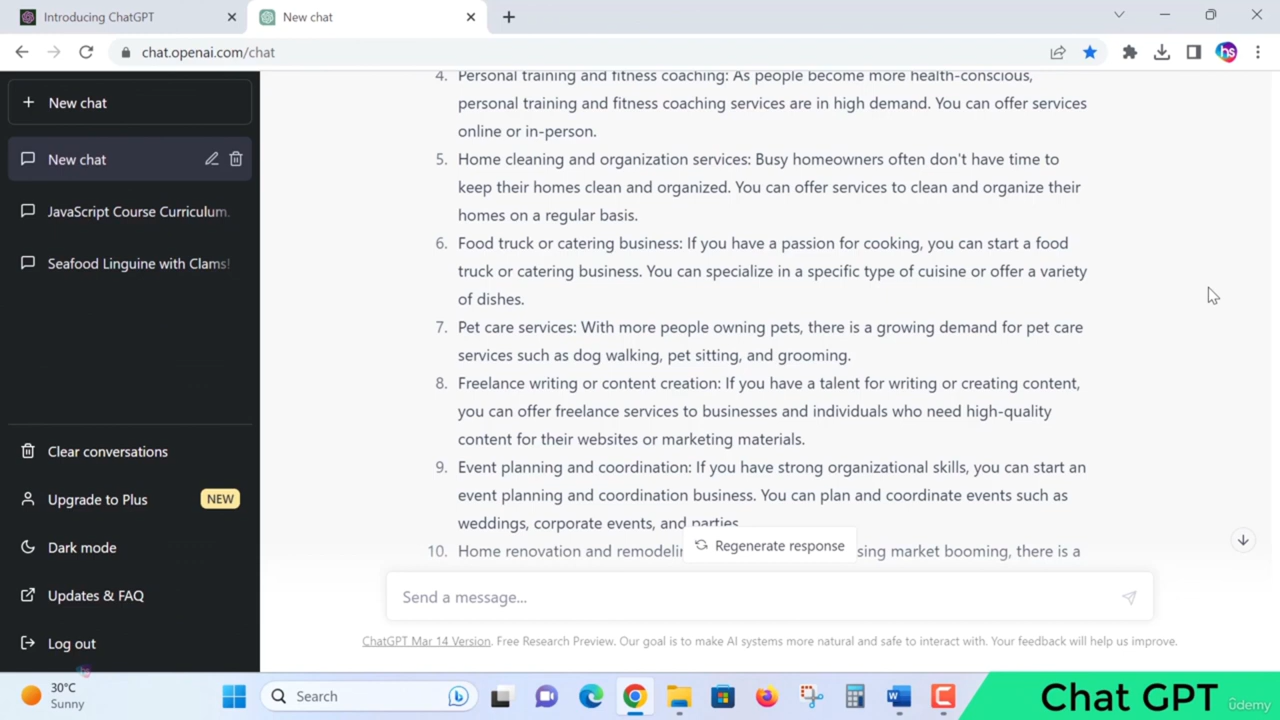 Introducing ChatGPT
New chat
chat.openai.com/chat
hs
New chat
New chat
JavaScript Course Curriculum.
Seafood Linguine with Clams!
Clear conversations
Upgrade to Plus NEW
Dark mode
Updates & FAQ
Log out
4. Personal training and fitness coaching: As people become more health-conscious,
personal training and fitness coaching services are in high demand. You can offer services
online or in-person.
5. Home cleaning and organization services: Busy homeowners often don't have time to
keep their homes clean and organized. You can offer services to clean and organize their
homes on a regular basis.
6. Food truck or catering business: If you have a passion for cooking, you can start a food
truck or catering business. You can specialize in a specific type of cuisine or offer a variety
of dishes.
7. Pet care services: With more people owning pets, there is a growing demand for pet care
services such as dog walking, pet sitting, and grooming.
8. Freelance writing or content creation: If you have a talent for writing or creating content,
you can offer freelance services to businesses and individuals who need high-quality
content for their websites or marketing materials.
9. Event planning and coordination: If you have strong organizational skills, you can start an
event planning and coordination business. You can plan and coordinate events such as
weddings, corporate events, and parties.
10. Home renovation and remodelin sing market booming, there is a
Regenerate response
Send a message...
ChatGPT Mar 14 Version. Free Research Preview. Our goal is to make AI systems more natural and safe to interact with. Your feedback will help us improve.
30°C
Sunny
Search
Chat GPT
ûdemy